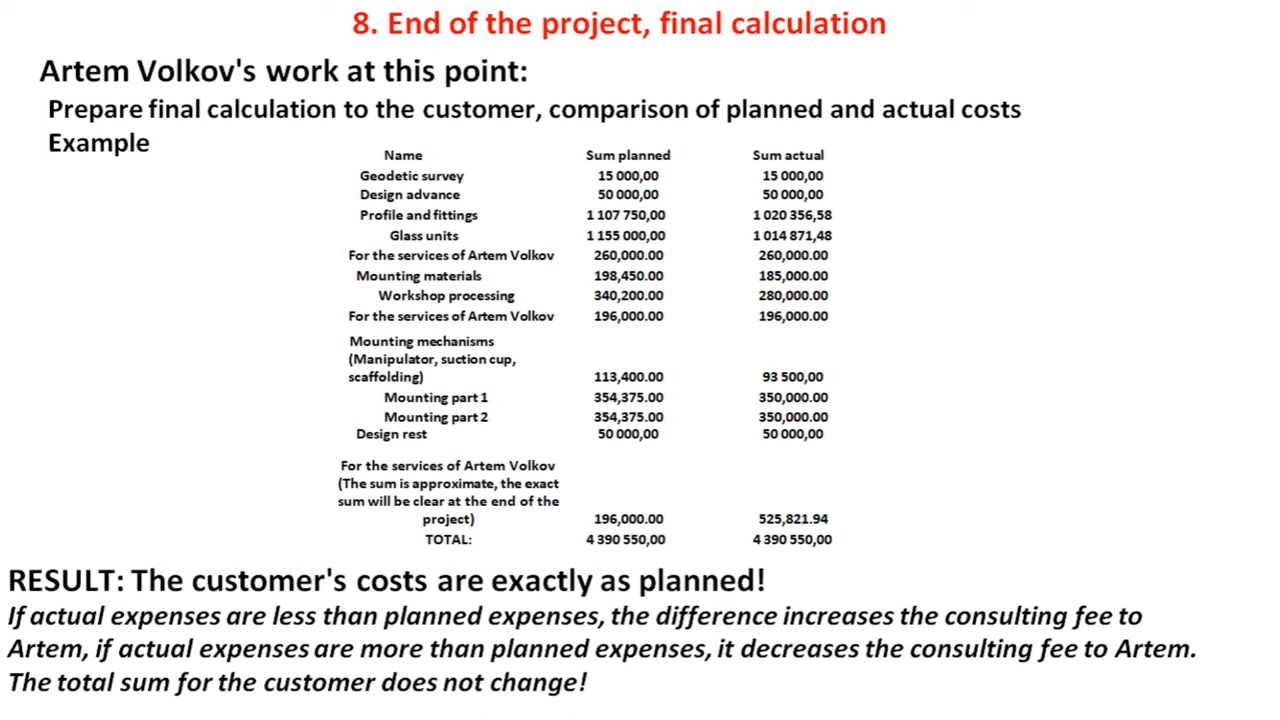 8. End of the project, final calculation
Artem Volkov's work at this point:
Prepare final calculation to the customer, comparison of planned and actual costs
Example
Name Sum planned Sum actual
Geodetic survey 15 000,00 15 000,00
Design advance 50 000,00 50 000,00
Profile and fittings 1 107 750,00 1 020 356,58
Glass units 1 155 000,00 1 014 871,48
For the services of Artem Volkov 260,000.00 260,000.00
Mounting materials 198,450.00 185,000.00
Workshop processing 340,200.00 280,000.00
For the services of Artem Volkov 196,000.00 196,000.00
Mounting mechanisms
(Manipulator, suction cup,
scaffolding) 113,400.00 93 500,00
Mounting part 1 354,375.00 350,000.00
Mounting part 2 354,375.00 350,000.00
Design rest 50 000,00 50 000,00
For the services of Artem Volkov
(The sum is approximate, the exact
sum will be clear at the end of the
project) 196,000.00 525,821.94
TOTAL: 4 390 550,00 4 390 550,00
RESULT: The customer's costs are exactly as planned!
If actual expenses are less than planned expenses, the difference increases the consulting fee to
Artem, if actual expenses are more than planned expenses, it decreases the consulting fee to Artem.
The total sum for the customer does not change!